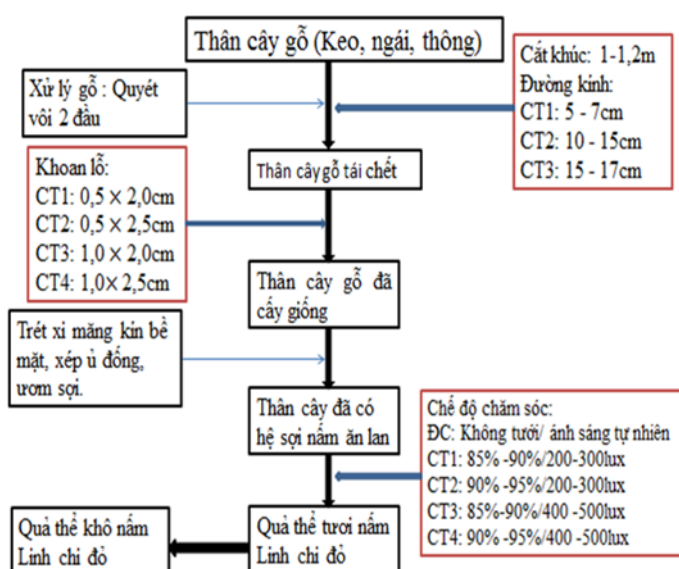 Thân cây gỗ (Keo, ngái, thông)
Xử lý gỗ : Quyét
vôi 2 đầu
Cắt khúc: 1-1,2m
Đường kính:
CT1: 5 - 7cm
CT2: 10 - 15cm
CT3: 15 - 17cm
Thân cây gỗ tái chết
Khoan lỗ:
CT1: 0,5 × 2,0cm
CT2: 0,5 × 2,5cm
CT3: 1,0 × 2,0cm
CT4: 1,0× 2,5cm
Thân cây gỗ đã
cấy giống
Trét xi măng kin bề
mặt, xép ủ đống,
ươm sợi.
Thân cây đã có
hệ sợi nấm ăn lan
Chế độ chăm sóc:
ĐC: Không tưới/ ánh sáng tự nhiên
CT1: 85% -90%/200-300lux
CT2: 90% -95%/200-300lux
CT3: 85%-90%/400 -500lux
CT4: 90% -95%/400 -500lux
Quả thể tươi nấm
Linh chi đỏ
Quả thể khô nấm
Linh chi đỏ